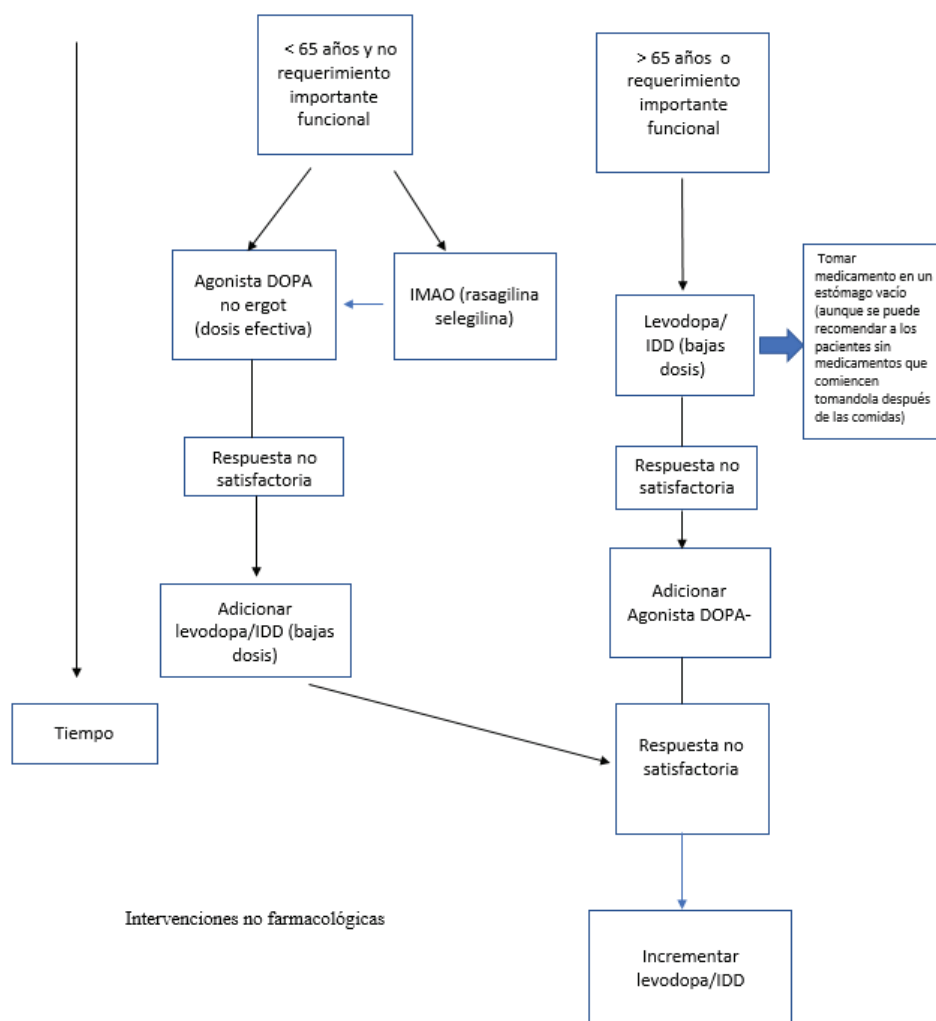 < 65 años y no
requerimiento
importante
funcional
> 65 años o
requerimiento
importante
funcional
Agonista DOPA
no ergot
(dosis efectiva)
IMAO (rasagilina
selegilina)
Levodopa/
IDD (bajas
dosis)
Tomar
medicamento en un
estómago vacío
(aunque se puede
recomendar a los
pacientes sin
medicamentos que
comiencen
tomandola después
de las comidas)
Respuesta no
satisfactoria
Respuesta no
satisfactoria
Adicionar
levodopa/IDD (bajas
dosis)
Adicionar
Agonista DOPA-
Tiempo
Respuesta no
satisfactoria
Intervenciones no farmacológicas
Incrementar
levodopa/IDD